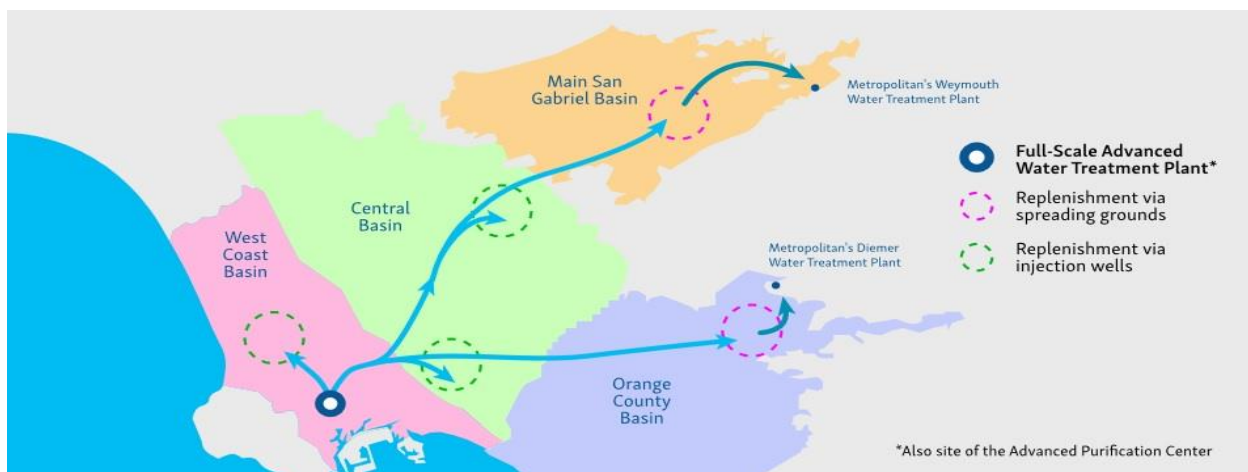 Main San
Gabriel Basin
Metropolitan's Weymouth
Water Treatment Plant
Central
Basin
West
Coast
Basin
Metropolitan's Diemer
Water Treatment Plant
Orange
County
Basin
Full-Scale Advanced
Water Treatment Plant*
Replenishment via
spreading grounds
Replenishment via
injection wells
*Also site of the Advanced Purification Center